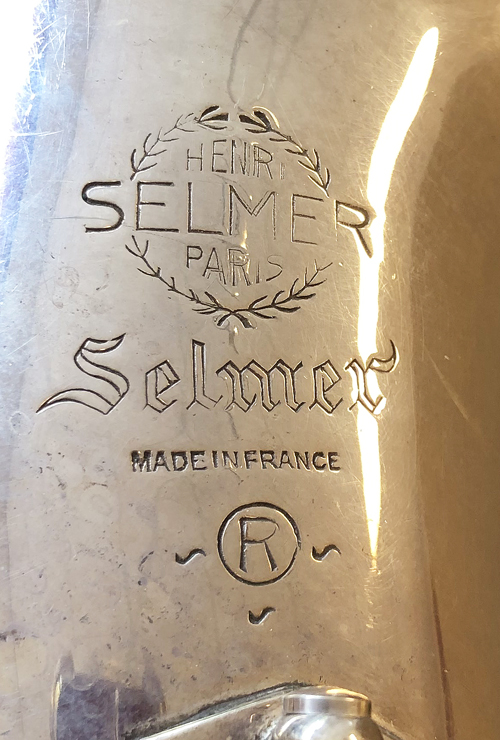 HENRI
SELMER
PARIS
Selmer
MADE IN FRANCE
R